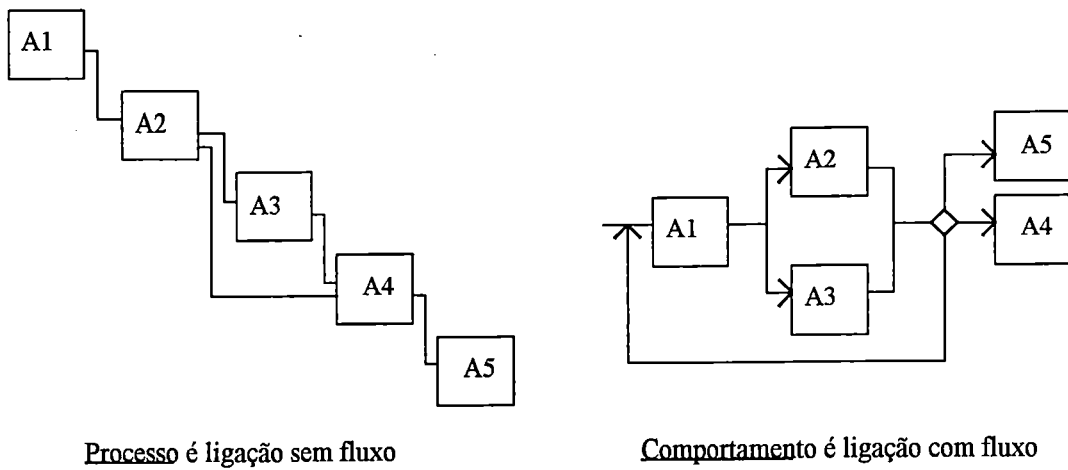 A1
A2
A3
A4
A5
Processo é ligação sem fluxo
A1
A2
A3
A5
A4
Comportamento é ligação com fluxo